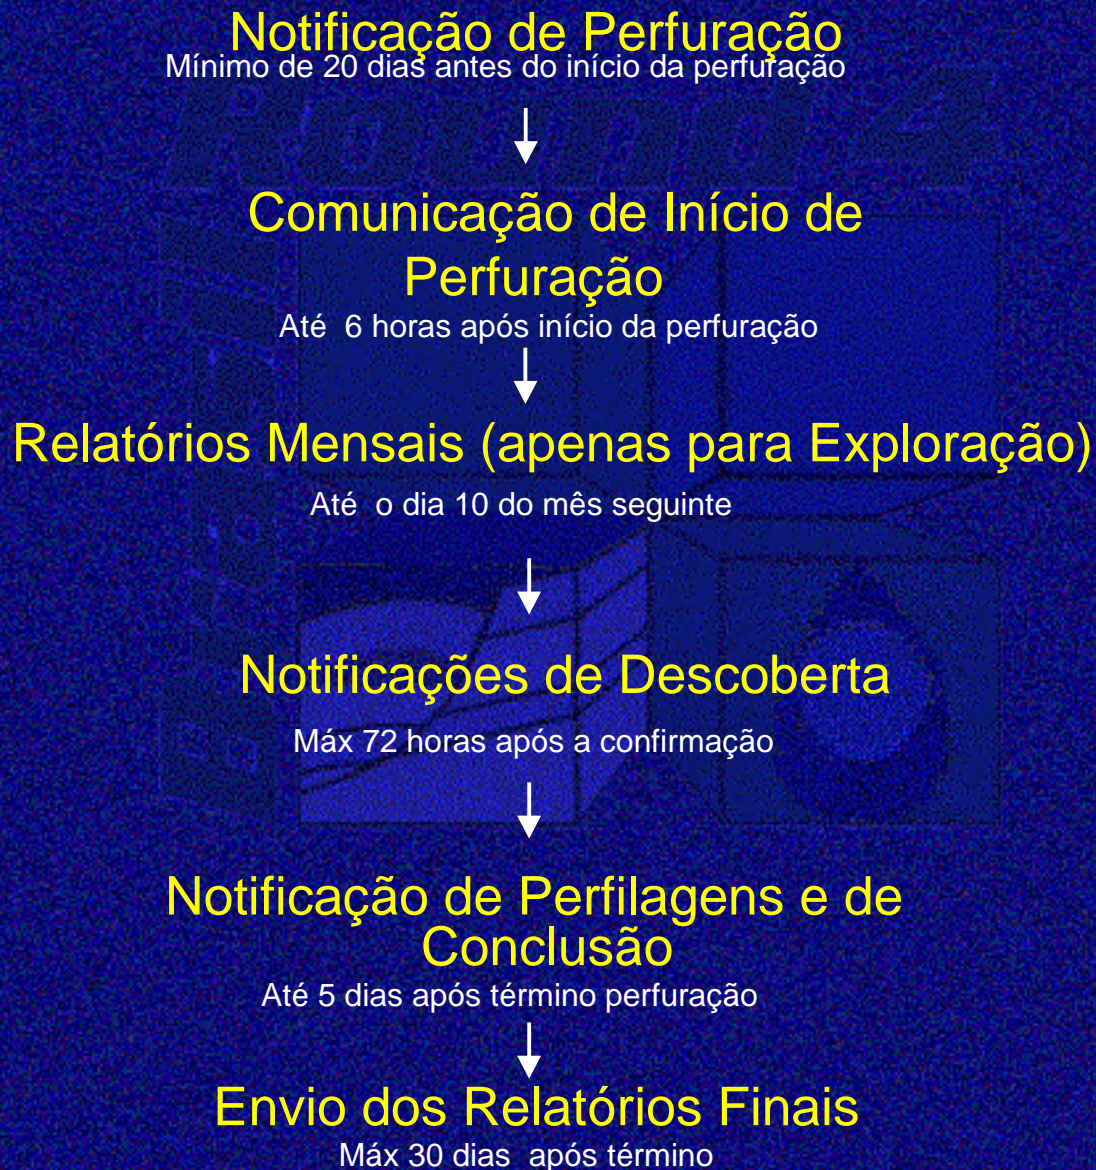 Notificação de Perfuração
Mínimo de 20 dias antes do início da perfuração
Comunicação de Início de
Perfuração
Até 6 horas após início da perfuração
Relatórios Mensais (apenas para Exploração)
Até o dia 10 do mês seguinte
Notificações de Descoberta
Máx 72 horas após a confirmação
Notificação de Perfilagens e de
Conclusão
Até 5 dias após término perfuração
Envio dos Relatórios Finais
Máx 30 dias após término